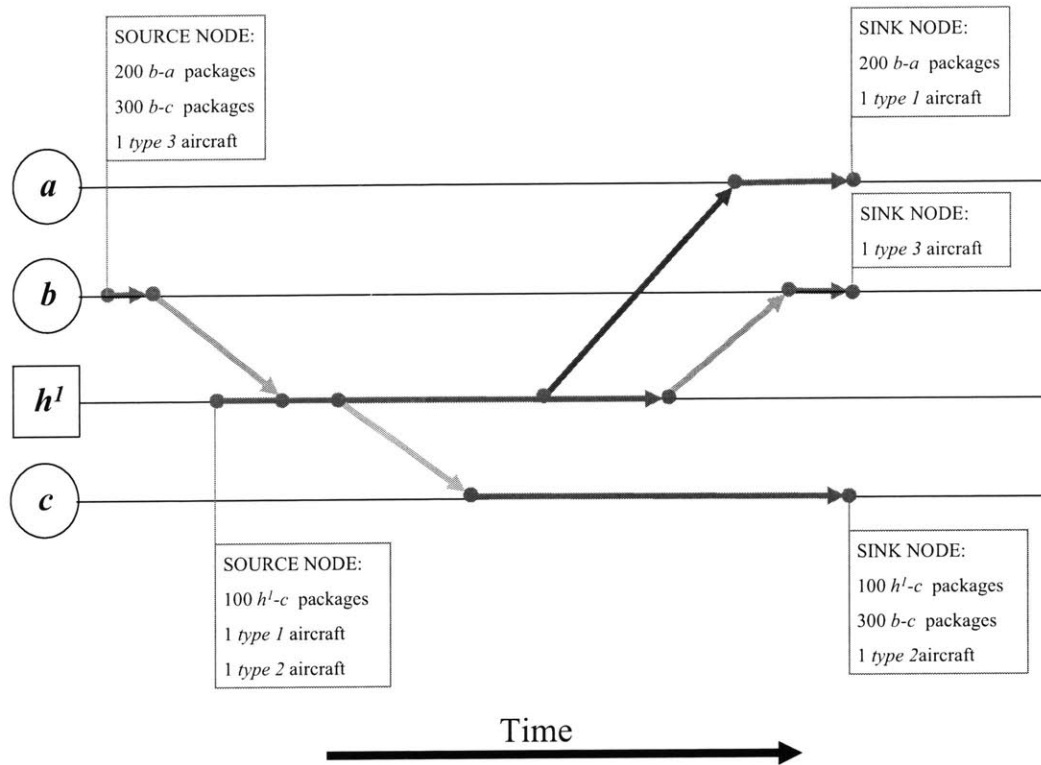 SOURCE NODE:
200 b-a packages
300 b-c packages
1 type 3 aircraft
SINK NODE:
200 b-a packages
1 type 1 aircraft
a
SINK NODE:
1 type 3 aircraft
b
h¹
c
SOURCE NODE:
100 h¹-c packages
1 type 1 aircraft
1 type 2 aircraft
SINK NODE:
100 h¹-c packages
300 b-c packages
1 type 2aircraft
Time